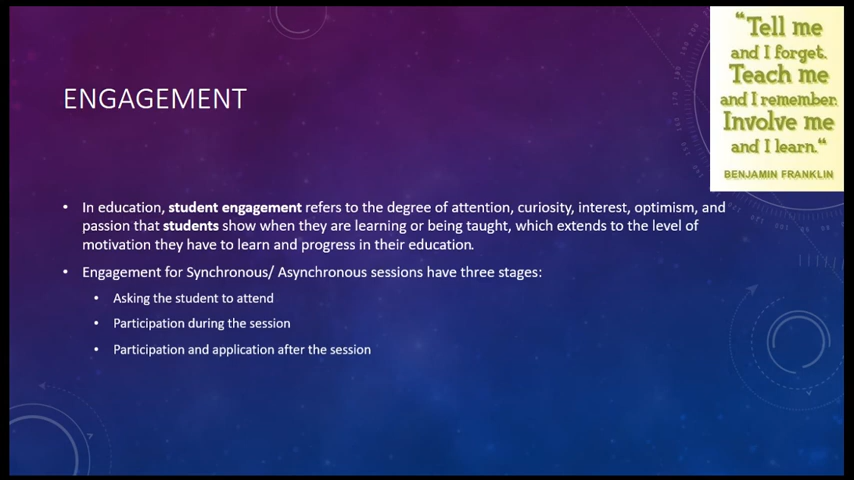 "Tell me
and I forget.
Teach me
and I remember.
Involve me
and I learn."
BENJAMIN FRANKLIN
ENGAGEMENT
• In education, student engagement refers to the degree of attention, curiosity, interest, optimism, and
passion that students show when they are learning or being taught, which extends to the level of
motivation they have to learn and progress in their education.
• Engagement for Synchronous/ Asynchronous sessions have three stages:
• Asking the student to attend
• Participation during the session
• Participation and application after the session